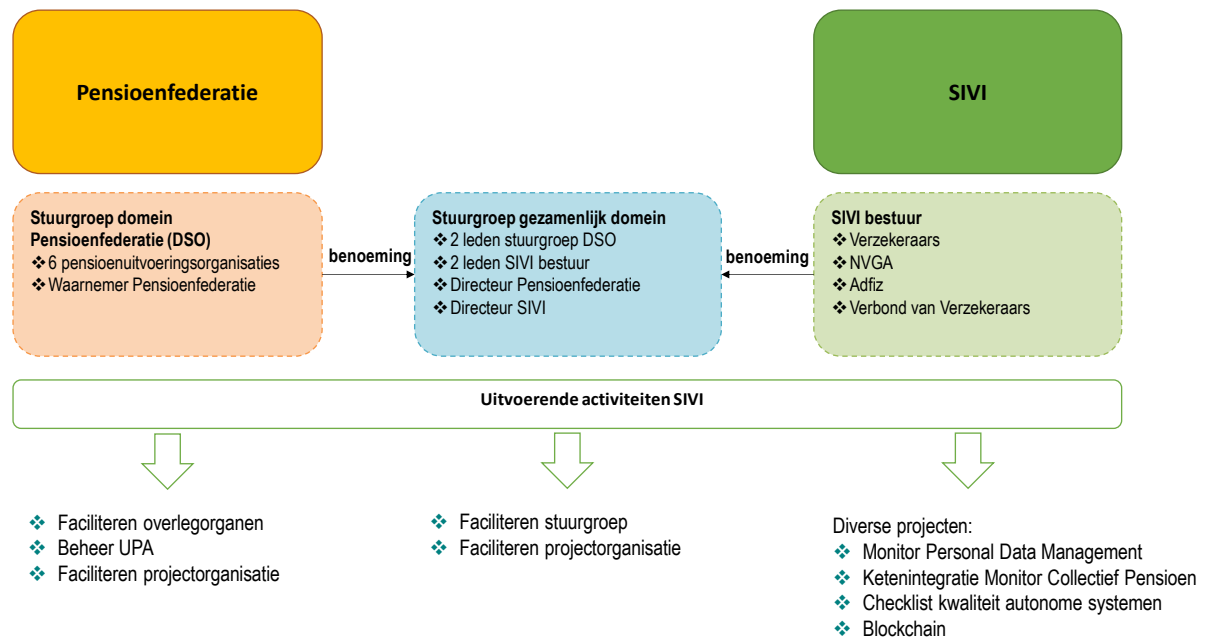 Pensioenfederatie
SIVI
Stuurgroep domein
Pensioenfederatie (DSO)
❖ 6 pensioenuitvoeringsorganisaties
❖ Waarnemer Pensioenfederatie
benoeming
Stuurgroep gezamenlijk domein
❖ 2 leden stuurgroep DSO
❖ 2 leden SIVI bestuur
❖ Directeur Pensioenfederatie
❖ Directeur SIVI
benoeming
SIVI bestuur
❖ Verzekeraars
❖ NVGA
❖ Adfiz
❖ Verbond van Verzekeraars
Uitvoerende activiteiten SIVI
❖ Faciliteren overlegorganen
❖ Beheer UPA
❖ Faciliteren projectorganisatie
❖ Faciliteren stuurgroep
❖ Faciliteren projectorganisatie
Diverse projecten:
❖ Monitor Personal Data Management
❖ Ketenintegratie Monitor Collectief Pensioen
❖ Checklist kwaliteit autonome systemen
❖ Blockchain